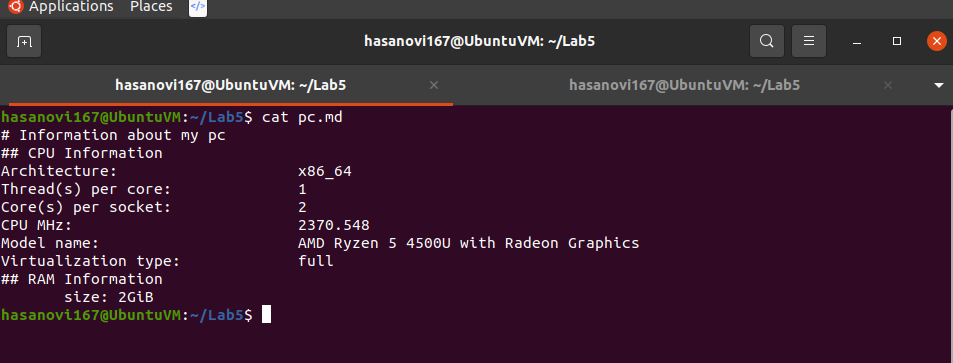 Applications Places </>
hasanovi167@UbuntuVM: ~/Lab5
hasanovi167@UbuntuVM: ~/Lab5 × hasanovi167@UbuntuVM: ~/Lab5 ×
hasanovi167@UbuntuVM:~/Lab5$ cat pc.md
# Information about my pc
## CPU Information
Architecture:                    x86_64
Thread(s) per core:              1
Core(s) per socket:              2
CPU MHz:                         2370.548
Model name:                      AMD Ryzen 5 4500U with Radeon Graphics
Virtualization type:             full
## RAM Information
       size: 2GiB
hasanovi167@UbuntuVM:~/Lab5$